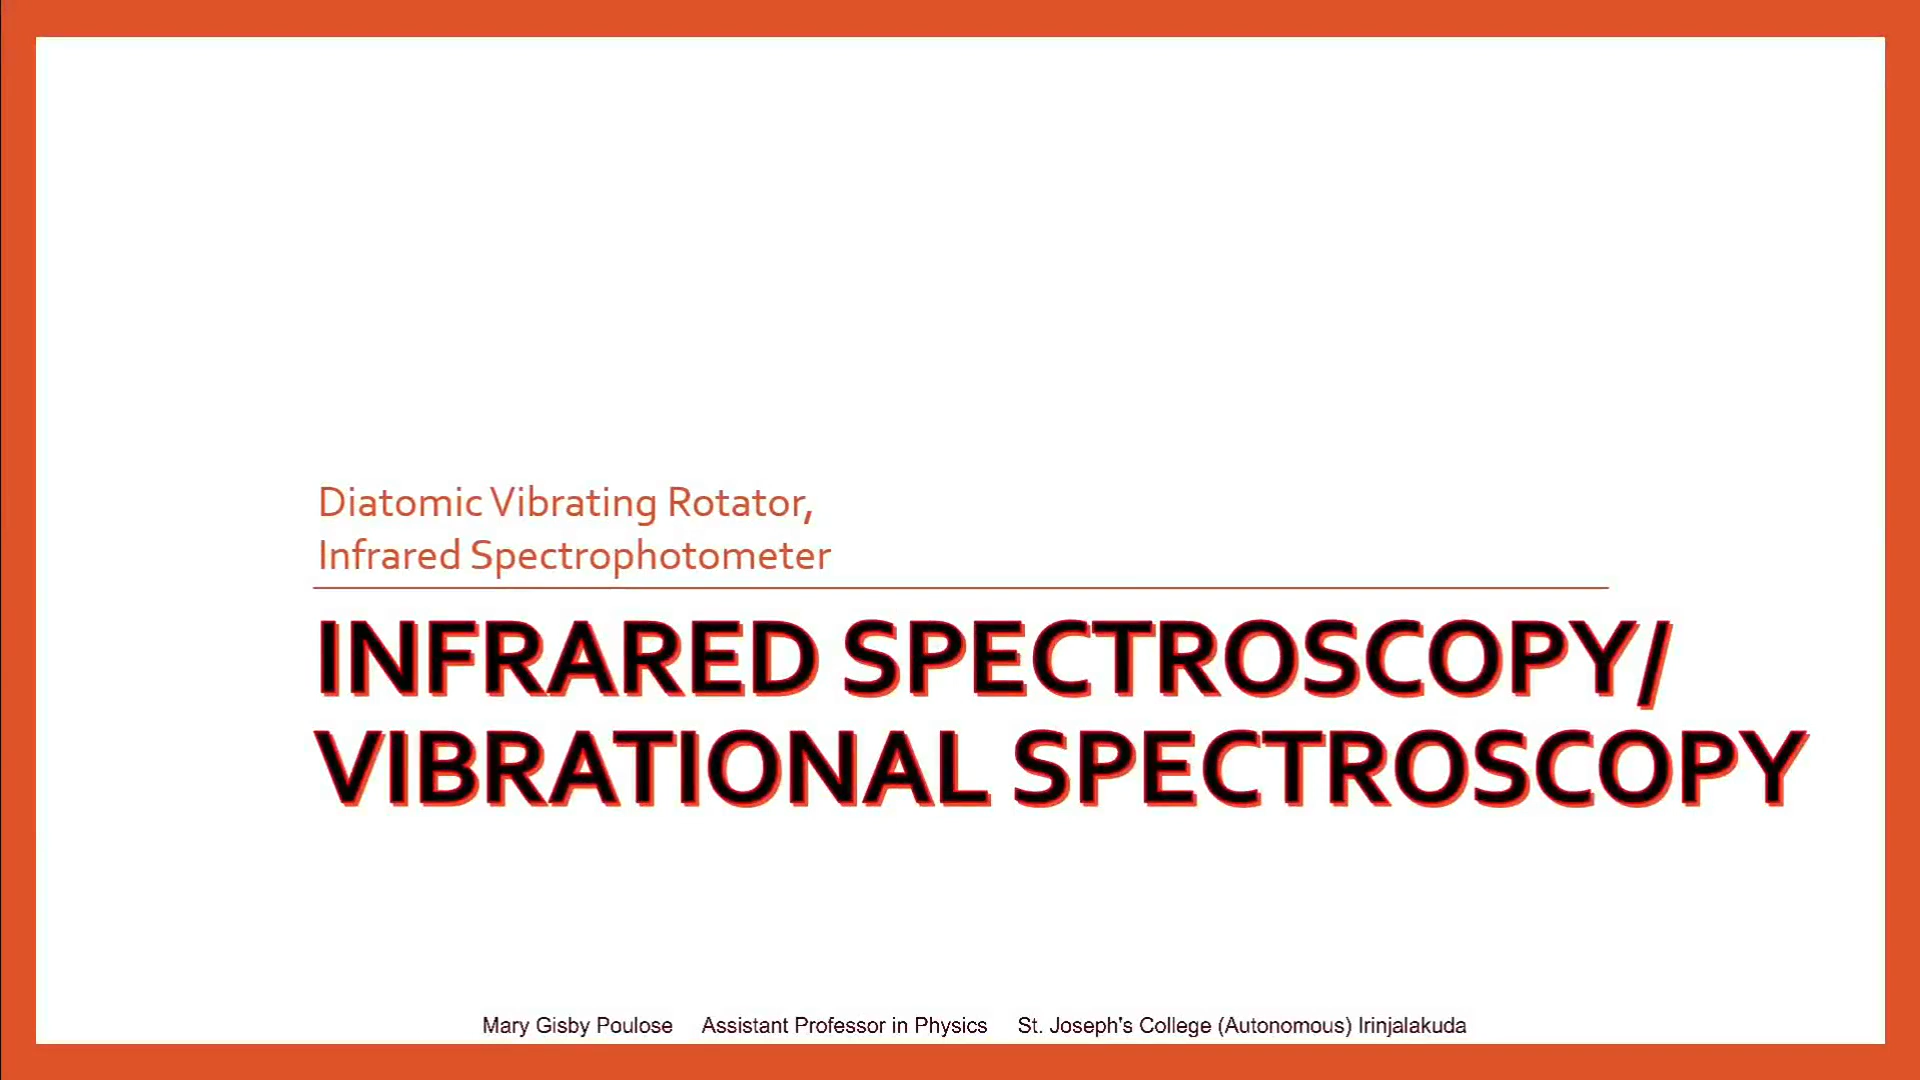 Diatomic Vibrating Rotator,
Infrared Spectrophotometer
INFRARED SPECTROSCOPY/
VIBRATIONAL SPECTROSCOPY
Mary Gisby Poulose Assistant Professor in Physics St. Joseph's College (Autonomous) Irinjalakuda